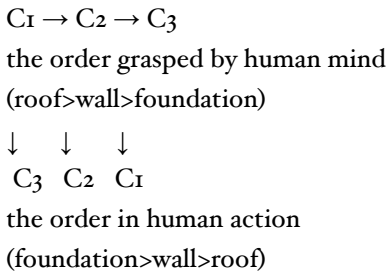 C1 → C2 → C3
the order grasped by human mind
(roof>wall>foundation)
↓ ↓ ↓
C3 C2 C1
the order in human action
(foundation>wall>roof)